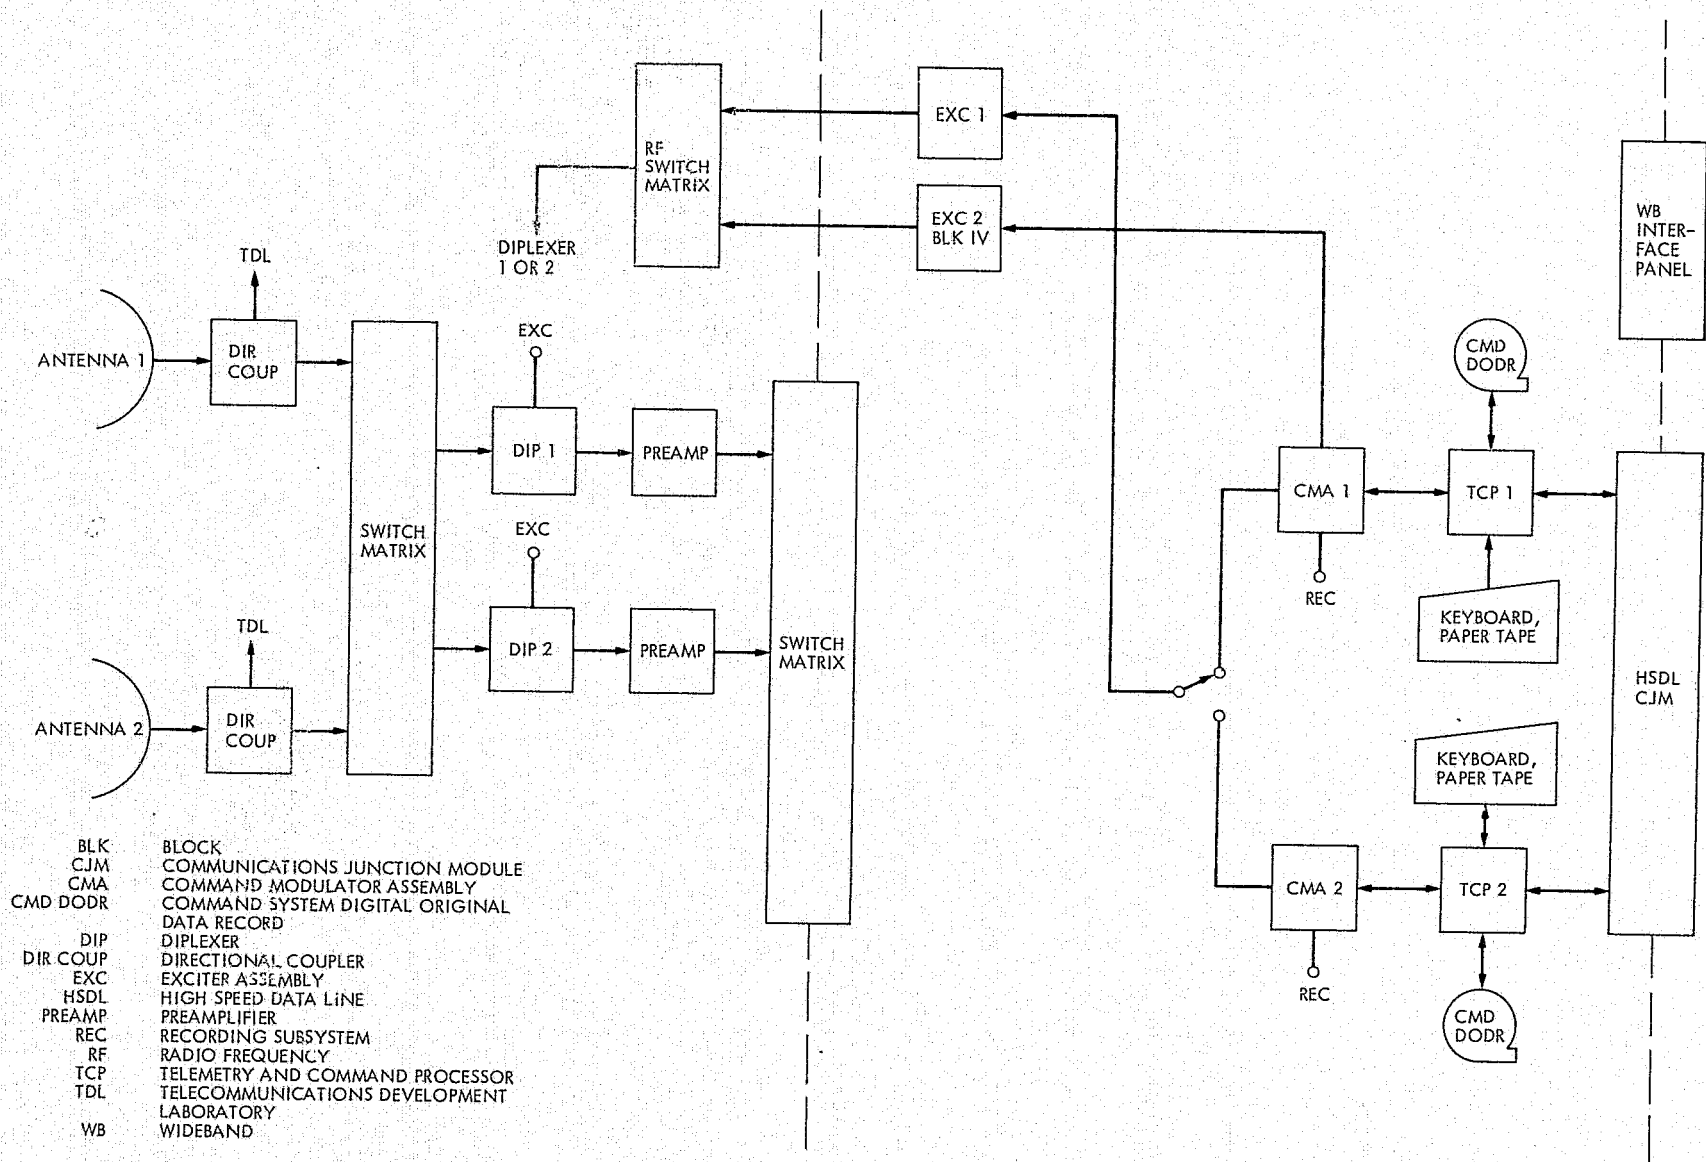 EXC 1
RF
SWITCH
MATRIX
EXC 2
BLK IV
DIPLEXER
1 OR 2
WB
INTER-
FACE
PANEL
TDL
ANTENNA 1
DIR
COUP
EXC
DIP 1
PREAMP
SWITCH
MATRIX
EXC
DIP 2
PREAMP
SWITCH
MATRIX
TDL
ANTENNA 2
DIR
COUP
CMD
DODR
CMA 1
TCP 1
REC
KEYBOARD,
PAPER TAPE
HSDL
CJM
KEYBOARD,
PAPER TAPE
CMA 2
TCP 2
REC
CMD
DODR
BLK BLOCK
CJM COMMUNICATIONS JUNCTION MODULE
CMA COMMAND MODULATOR ASSEMBLY
CMD DODR COMMAND SYSTEM DIGITAL ORIGINAL
DATA RECORD
DIP DIPLEXER
DIR COUP DIRECTIONAL COUPLER
EXC EXCITER ASSEMBLY
HSDL HIGH SPEED DATA LINE
PREAMP PREAMPLIFIER
REC RECORDING SUBSYSTEM
RF RADIO FREQUENCY
TCP TELEMETRY AND COMMAND PROCESSOR
TDL TELECOMMUNICATIONS DEVELOPMENT
LABORATORY
WB WIDEBAND